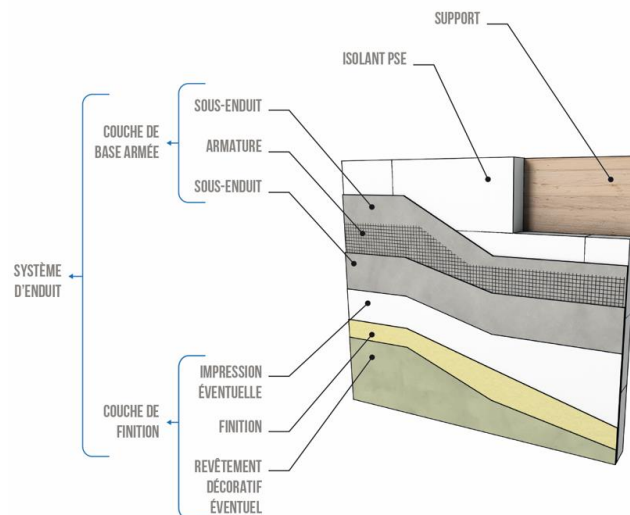 SUPPORT
ISOLANT PSE
SOUS-ENDUIT
COUCHE DE
BASE ARMÉE
ARMATURE
SOUS-ENDUIT
SYSTÈME
D'ENDUIT
IMPRESSION
ÉVENTUELLE
COUCHE DE
FINITION
FINITION
REVÊTEMENT
DÉCORATIF
ÉVENTUEL